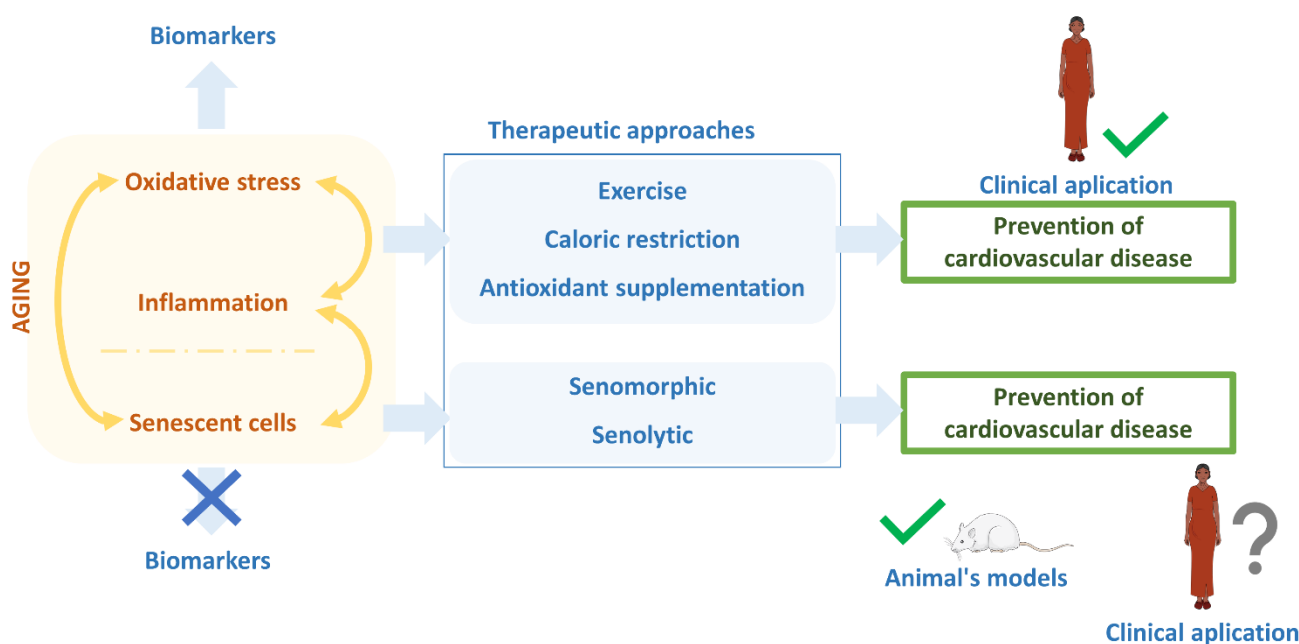 Biomarkers
AGING
Oxidative stress
Inflammation
Senescent cells
Biomarkers
Therapeutic approaches
Exercise
Caloric restriction
Antioxidant supplementation
Senomorphic
Senolytic
Clinical aplication
Prevention of
cardiovascular disease
Prevention of
cardiovascular disease
?
Animal's models
Clinical aplication